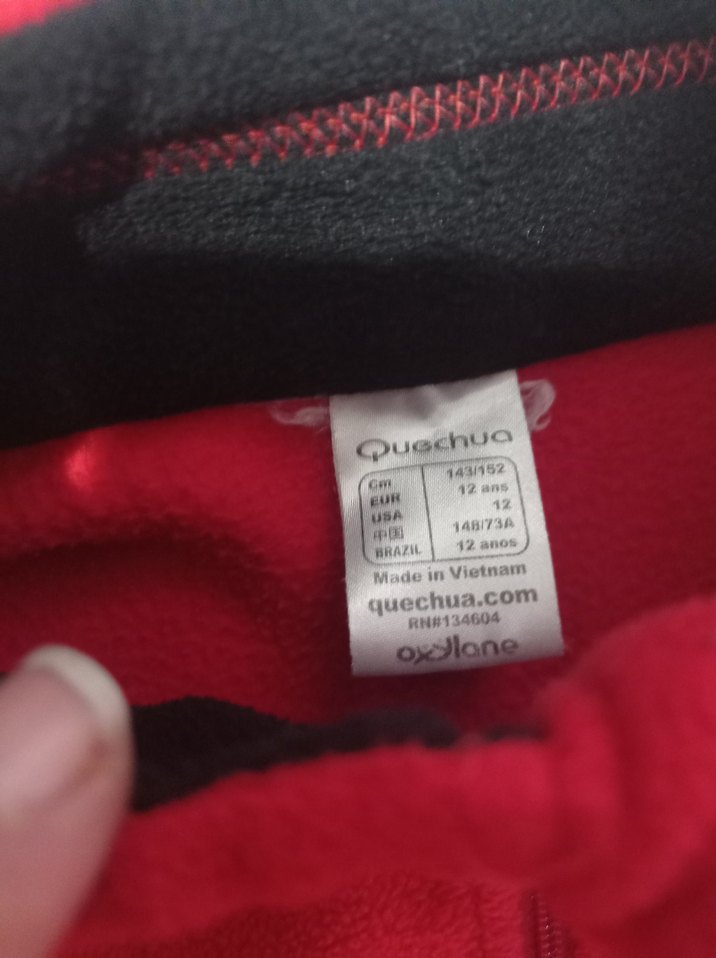 Quechua
Cm 143/152
EUR 12 ans
USA 12
中国 148/73A
BRAZIL 12 anos
Made in Vietnam
quechua.com
RN#134604
oxylane